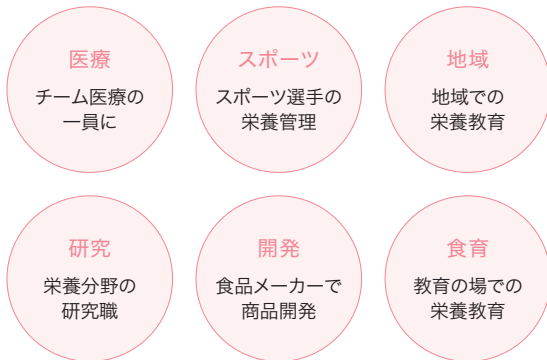 医療
チーム医療の
一員に
スポーツ
スポーツ選手の
栄養管理
地域
地域での
栄養教育
研究
栄養分野の
研究職
開発
食品メーカーで
商品開発
食育
教育の場での
栄養教育